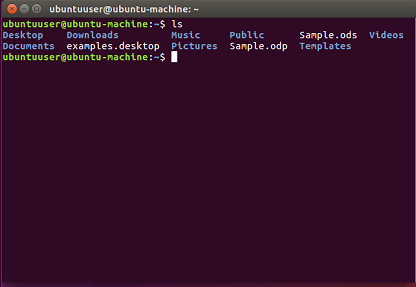 ubuntuuser@ubuntu-machine: ~
ubuntuuser@ubuntu-machine:~$ ls
Desktop Downloads Music Public Sample.ods Videos
Documents examples.desktop Pictures Sample.odp Templates
ubuntuuser@ubuntu-machine:~$